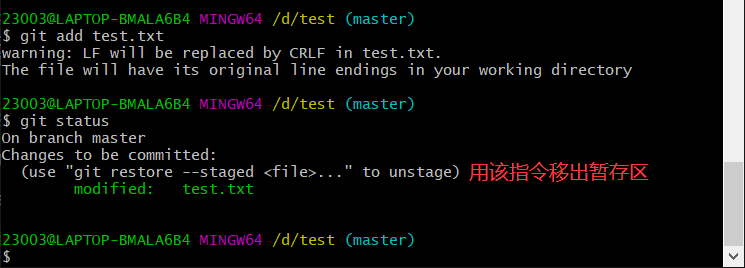 23003@LAPTOP-BMALA6B4 MINGW64 /d/test (master)
$ git add test.txt
warning: LF will be replaced by CRLF in test.txt.
The file will have its original line endings in your working directory
23003@LAPTOP-BMALA6B4 MINGW64 /d/test (master)
$ git status
On branch master
Changes to be committed:
  (use "git restore --staged <file>..." to unstage) 用该指令移出暂存区
        modified:   test.txt
23003@LAPTOP-BMALA6B4 MINGW64 /d/test (master)
$